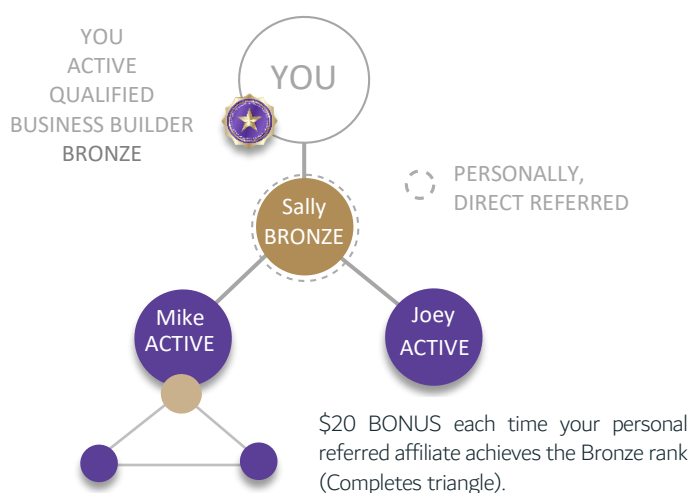 YOU
ACTIVE
QUALIFIED
BUSINESS BUILDER
BRONZE
YOU
PERSONALLY,
DIRECT REFERRED
Sally
BRONZE
Mike
ACTIVE
Joey
ACTIVE
$20 BONUS each time your personal
referred affiliate achieves the Bronze rank
(Completes triangle).